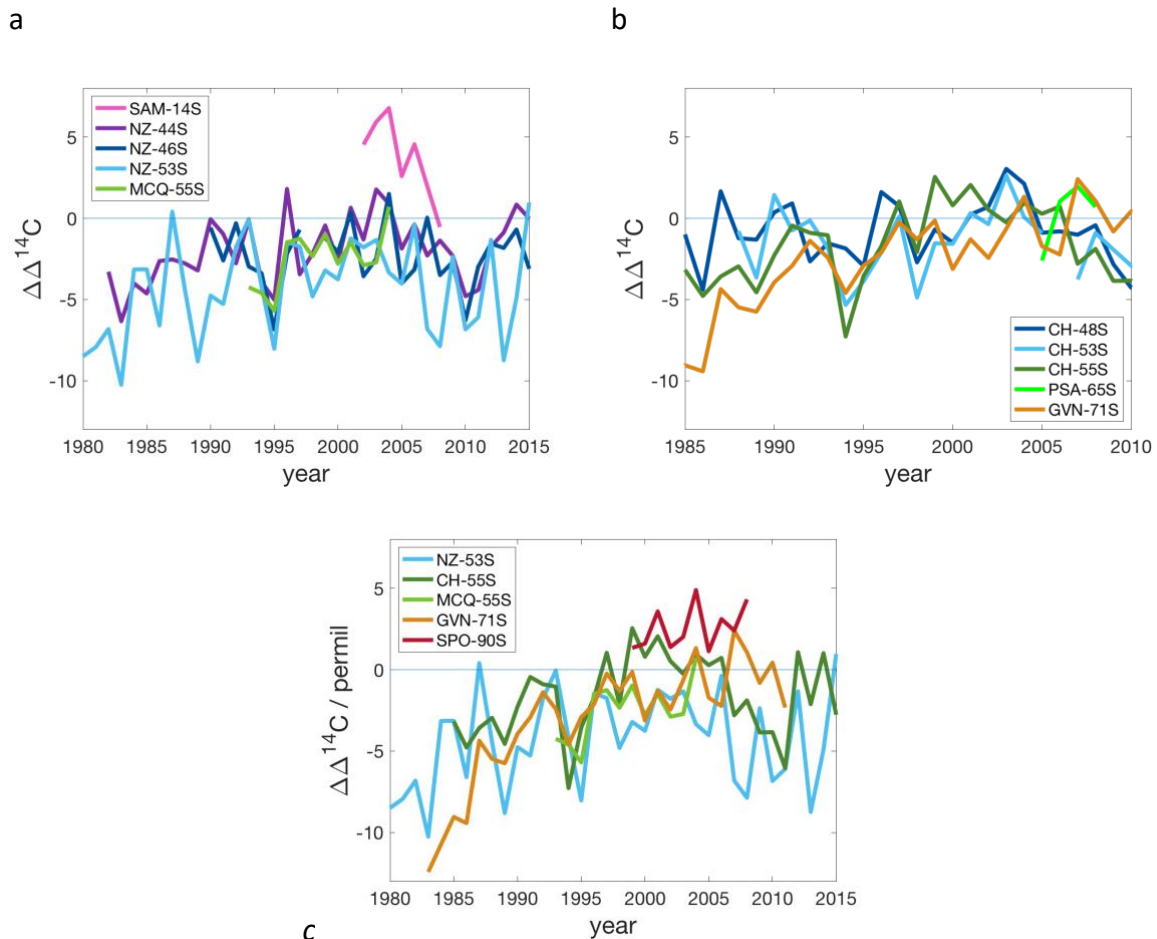 a
b
SAM-14S
NZ-44S
NZ-46S
NZ-53S
MCQ-55S
5
0
-5
-10
ΔΔ¹⁴C
1980 1985 1990 1995 2000 2005 2010 2015
year
5
0
-5
-10
ΔΔ¹⁴C
CH-48S
CH-53S
CH-55S
PSA-65S
GVN-71S
1985 1990 1995 2000 2005 2010
year
NZ-53S
CH-55S
MCQ-55S
GVN-71S
SPO-90S
5
0
-5
-10
ΔΔ¹⁴C / permil
1980 1985 1990 1995 2000 2005 2010 2015
year
c